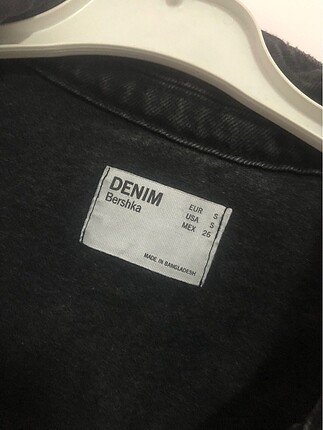 DENIM
Bershka
EUR S
USA S
MEX 26
MADE IN BANGLADESH